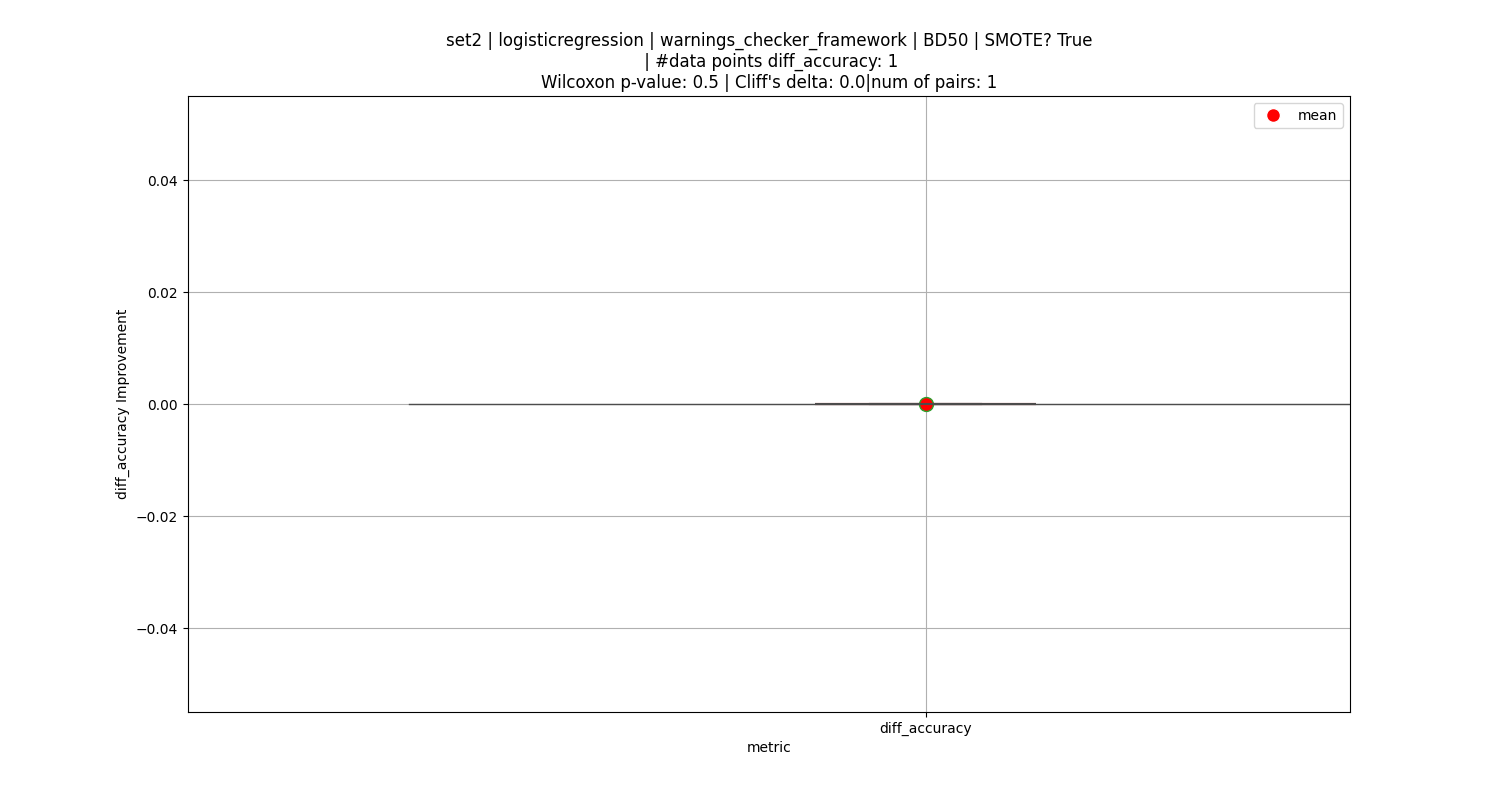 set2 | logisticregression | warnings_checker_framework | BD50 | SMOTE? True
| #data points diff_accuracy: 1
Wilcoxon p-value: 0.5 | Cliff's delta: 0.0|num of pairs: 1
mean
0.04
0.02
0.00
−0.02
−0.04
diff_accuracy Improvement
diff_accuracy
metric